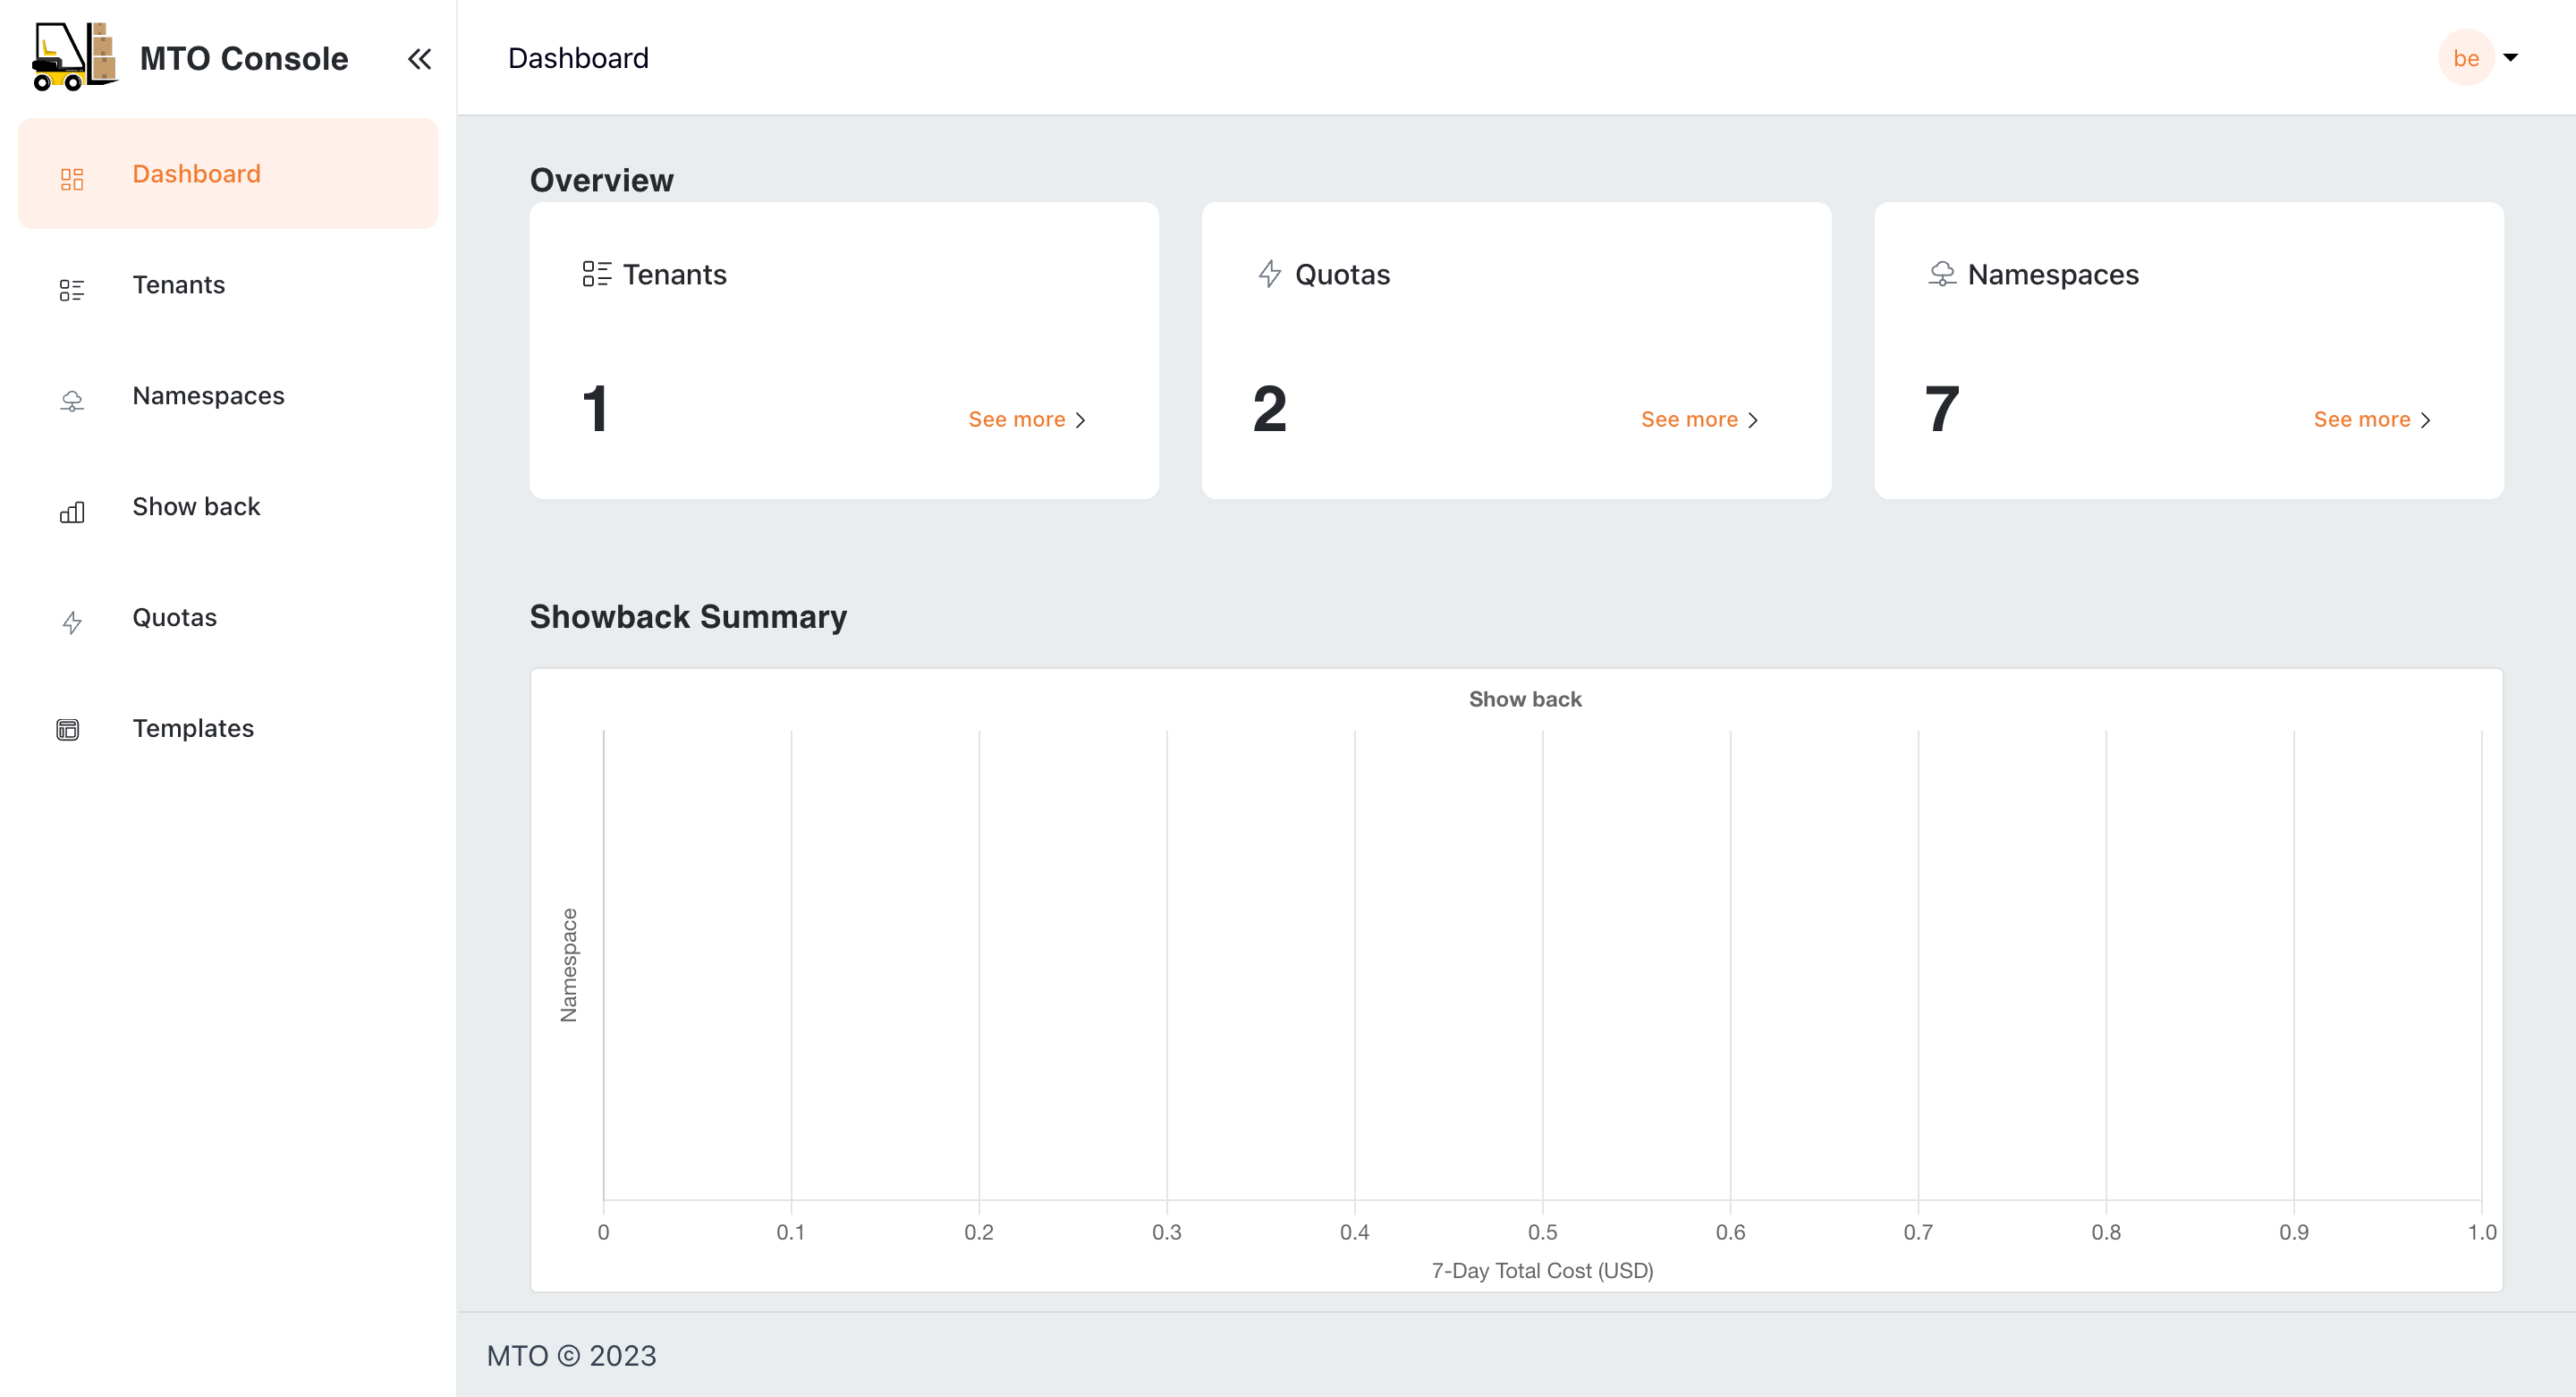 MTO Console
Dashboard
Tenants
Namespaces
Show back
Quotas
Templates
Dashboard
be
Overview
Tenants
1
See more
Quotas
2
See more
Namespaces
7
See more
Showback Summary
Show back
Namespace
0 0.1 0.2 0.3 0.4 0.5 0.6 0.7 0.8 0.9 1.0
7-Day Total Cost (USD)
MTO © 2023